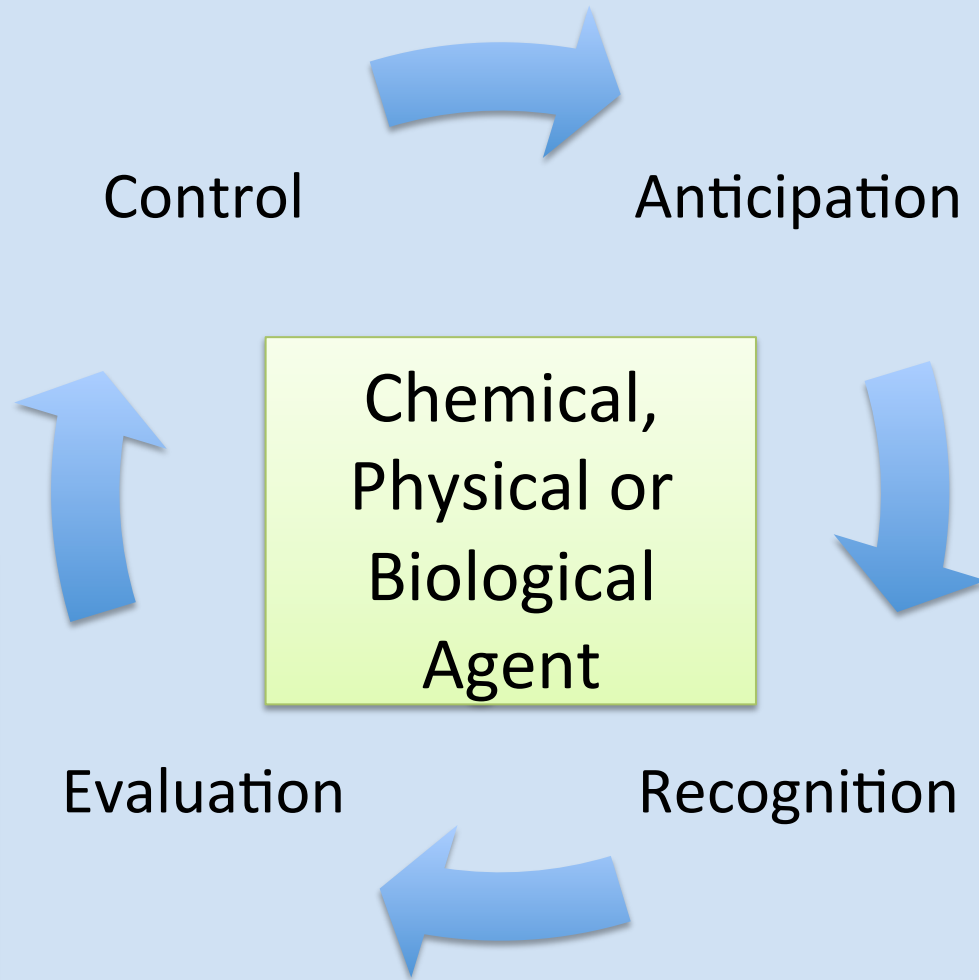 Control
Anticipation
Chemical,
Physical or
Biological
Agent
Evaluation
Recognition